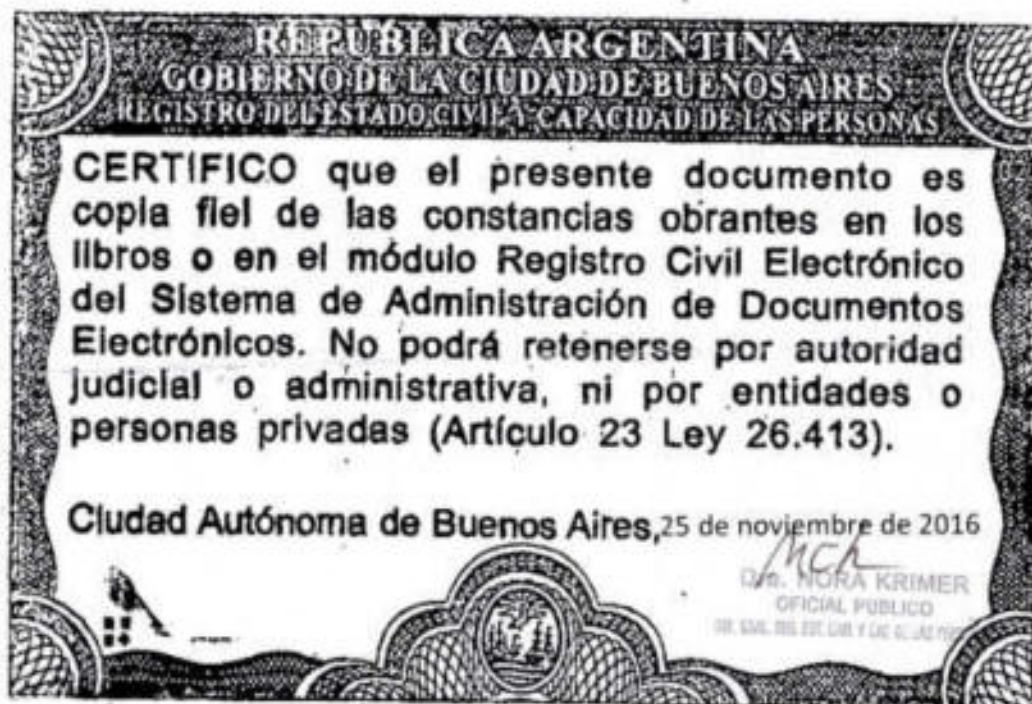 REPUBLICA ARGENTINA
GOBIERNO DE LA CIUDAD DE BUENOS AIRES
REGISTRO DEL ESTADO CIVIL Y CAPACIDAD DE LAS PERSONAS
CERTIFICO que el presente documento es
copia fiel de las constancias obrantes en los
libros o en el módulo Registro Civil Electrónico
del Sistema de Administración de Documentos
Electrónicos. No podrá retenerse por autoridad
judicial o administrativa, ni por entidades o
personas privadas (Artículo 23 Ley 26.413).
Ciudad Autónoma de Buenos Aires, 25 de noviembre de 2016
NORA KRIMER
OFICIAL PUBLICO